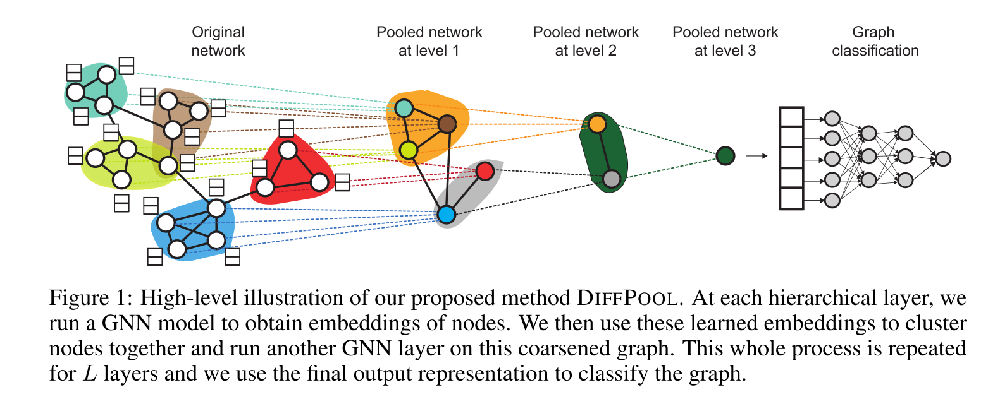 Original
network
Pooled network
at level 1
Pooled network
at level 2
Pooled network
at level 3
Graph
classification
Figure 1: High-level illustration of our proposed method DIFFPOOL. At each hierarchical layer, we
run a GNN model to obtain embeddings of nodes. We then use these learned embeddings to cluster
nodes together and run another GNN layer on this coarsened graph. This whole process is repeated
for L layers and we use the final output representation to classify the graph.